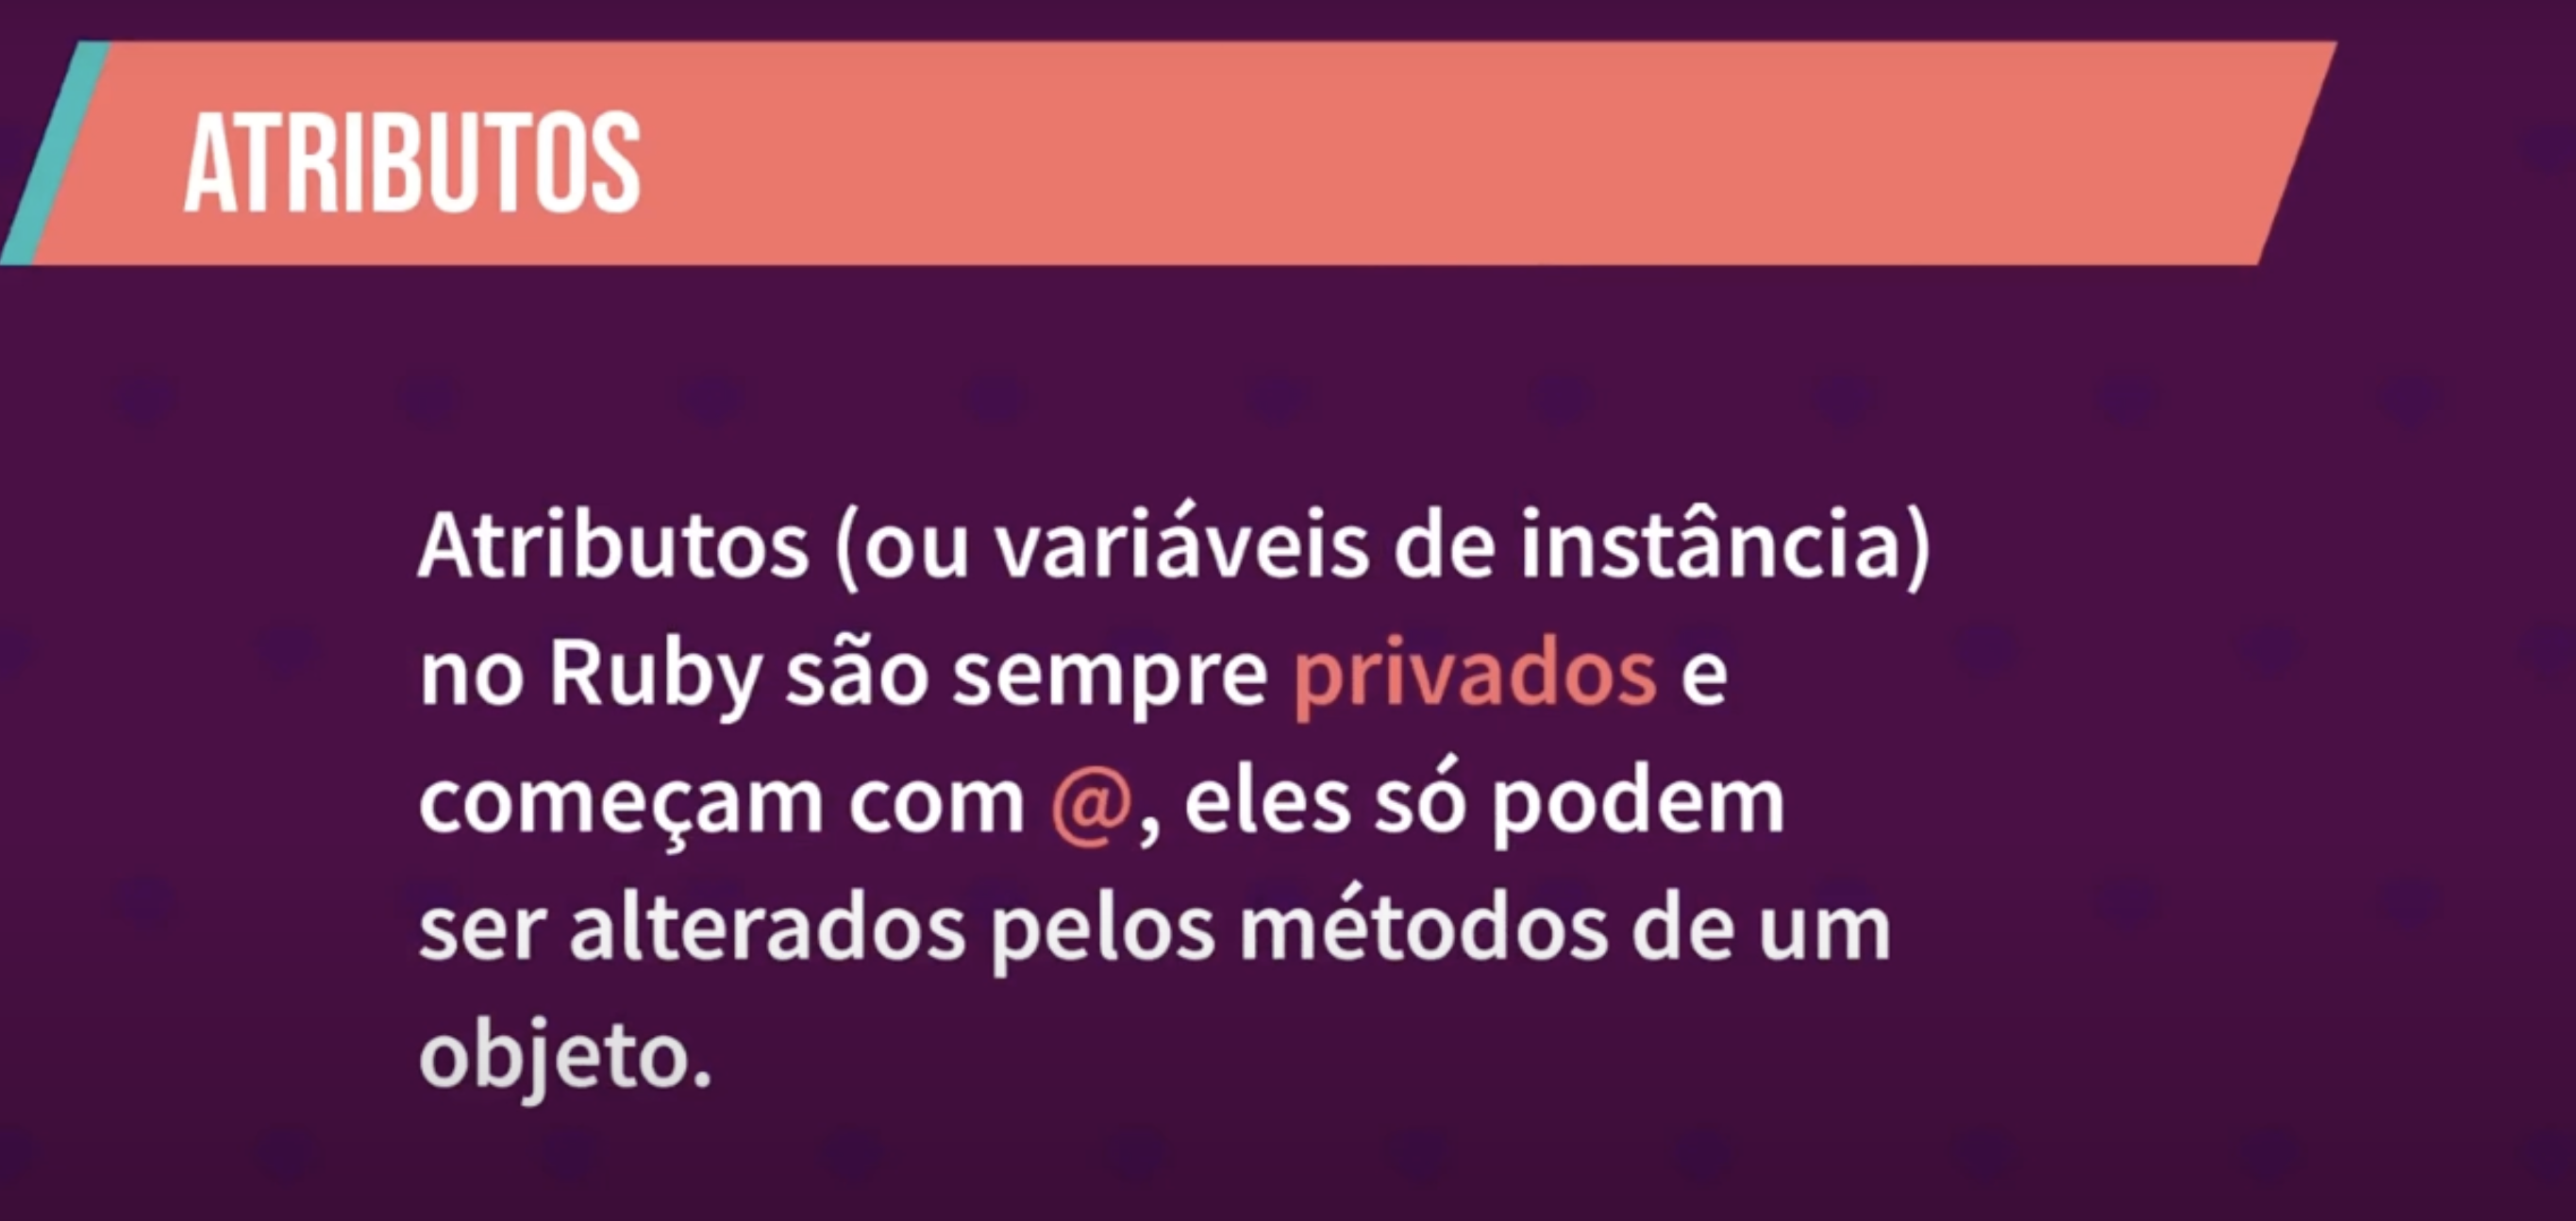 ATRIBUTOS
Atributos (ou variáveis de instância)
no Ruby são sempre privados e
começam com @, eles só podem
ser alterados pelos métodos de um
objeto.